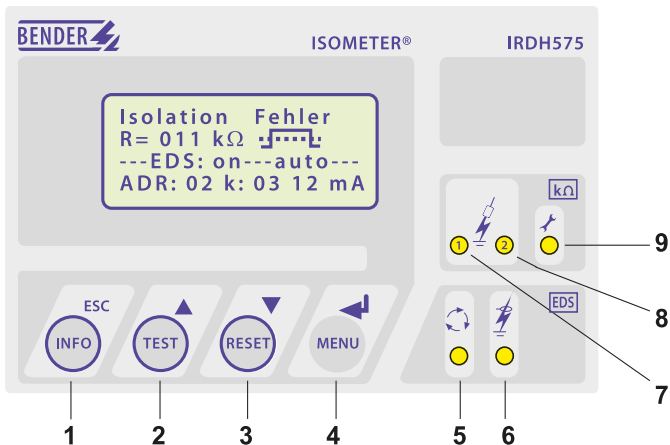 BENDER
ISOMETER®
IRDH575
Isolation Fehler
R= 011 kΩ
---EDS: on---auto---
ADR: 02 k: 03 12 mA
kΩ
1
2
9
8
7
EDS
ESC
INFO
TEST
RESET
MENU
1
2
3
4
5
6